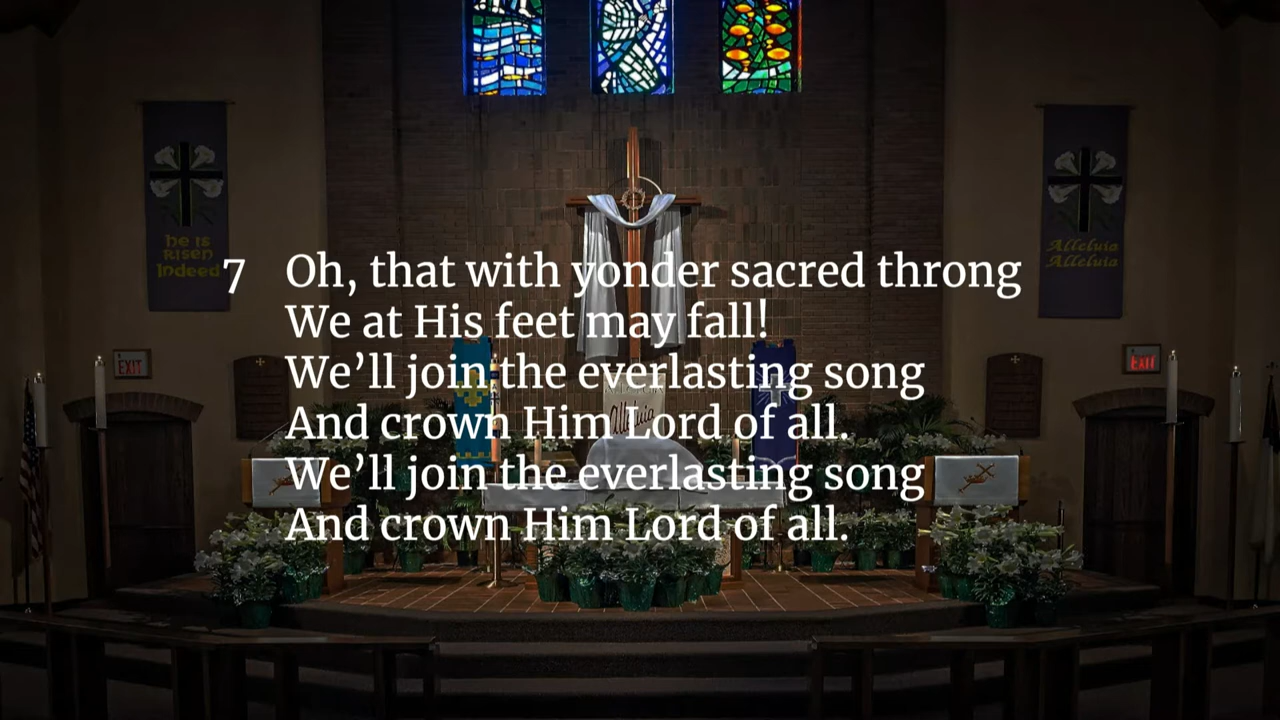 he is
Risen
Indeed
Alleluia
Alleluia
EXIT
EXIT
Alleluia
7 Oh, that with yonder sacred throng
We at His feet may fall!
We’ll join the everlasting song
And crown Him Lord of all.
We’ll join the everlasting song
And crown Him Lord of all.